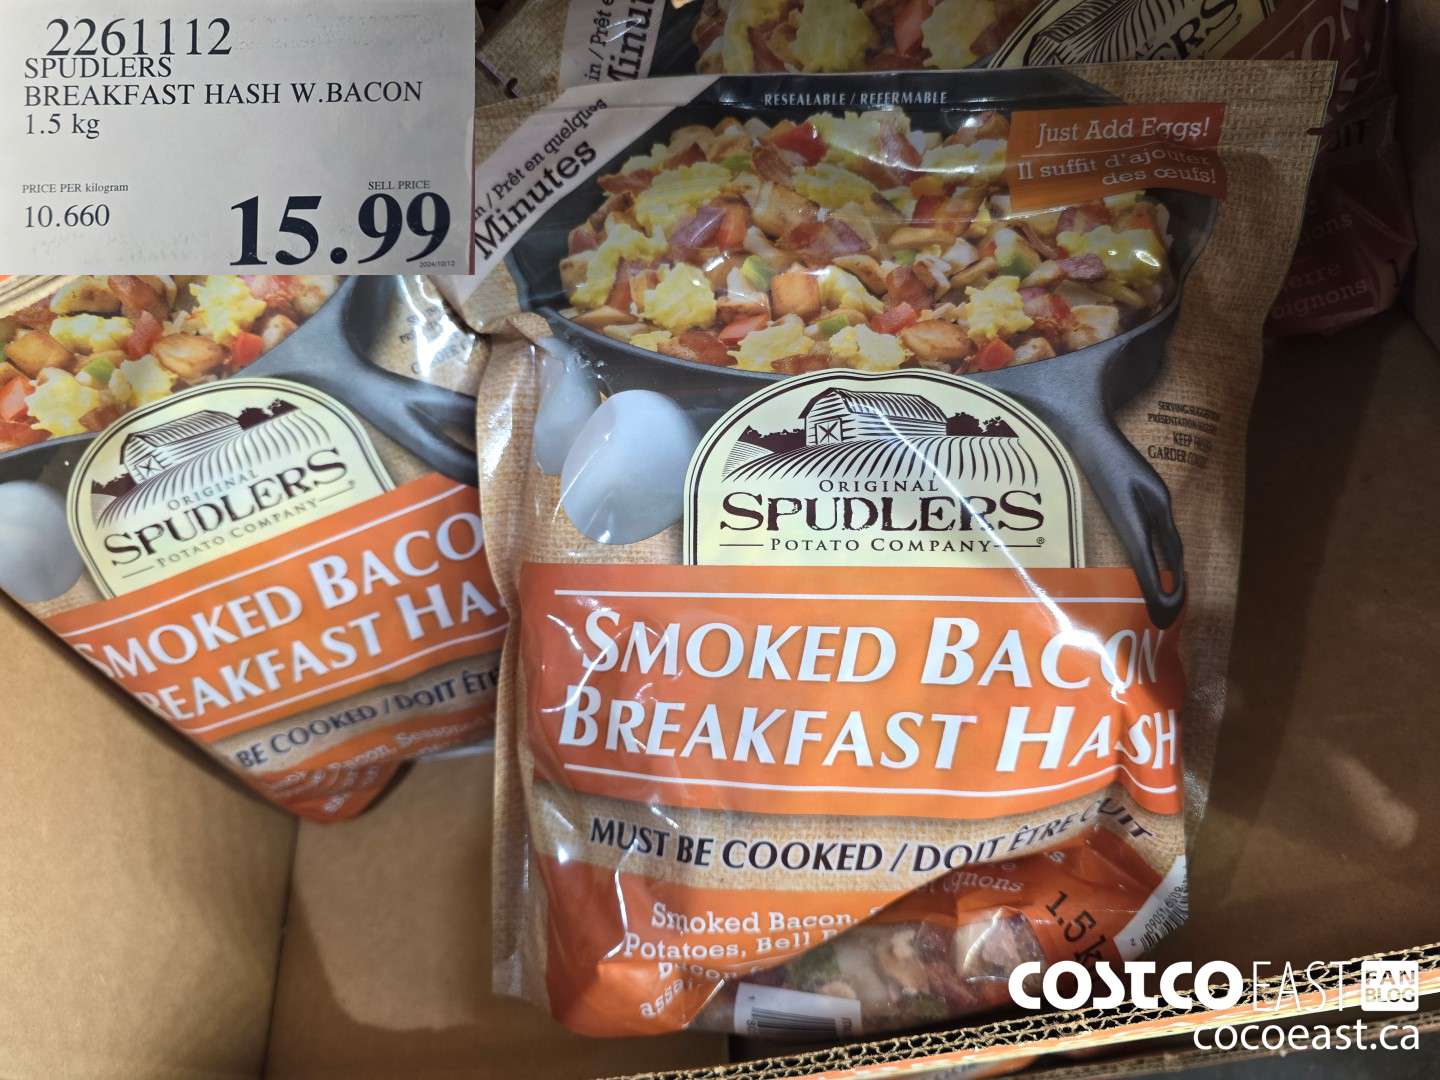 2261112
SPUDLERS
BREAKFAST HASH W.BACON
1.5 kg
PRICE PER kilogram
10.660
SELL PRICE
15.99
2024/10/12
RESEALABLE / REFERMABLE
Prêt en quelques
Minutes
Just Add Eggs!
Il suffit d'ajouter
des œufs!
ORIGINAL
SPUDLERS
POTATO COMPANY
®
SMOKED BACON
BREAKFAST HASH
MUST BE COOKED / DOIT ÊTRE CUIT
Smoked Bacon,
Potatoes, Bell
1.5
ORIGINAL
SPUDLERS
POTATO COMPANY
SMOKED BACO
BREAKFAST HA
BE COOKED / DOIT ÊTR
COSTCO EAST FAN BLOG
cocoeast.ca